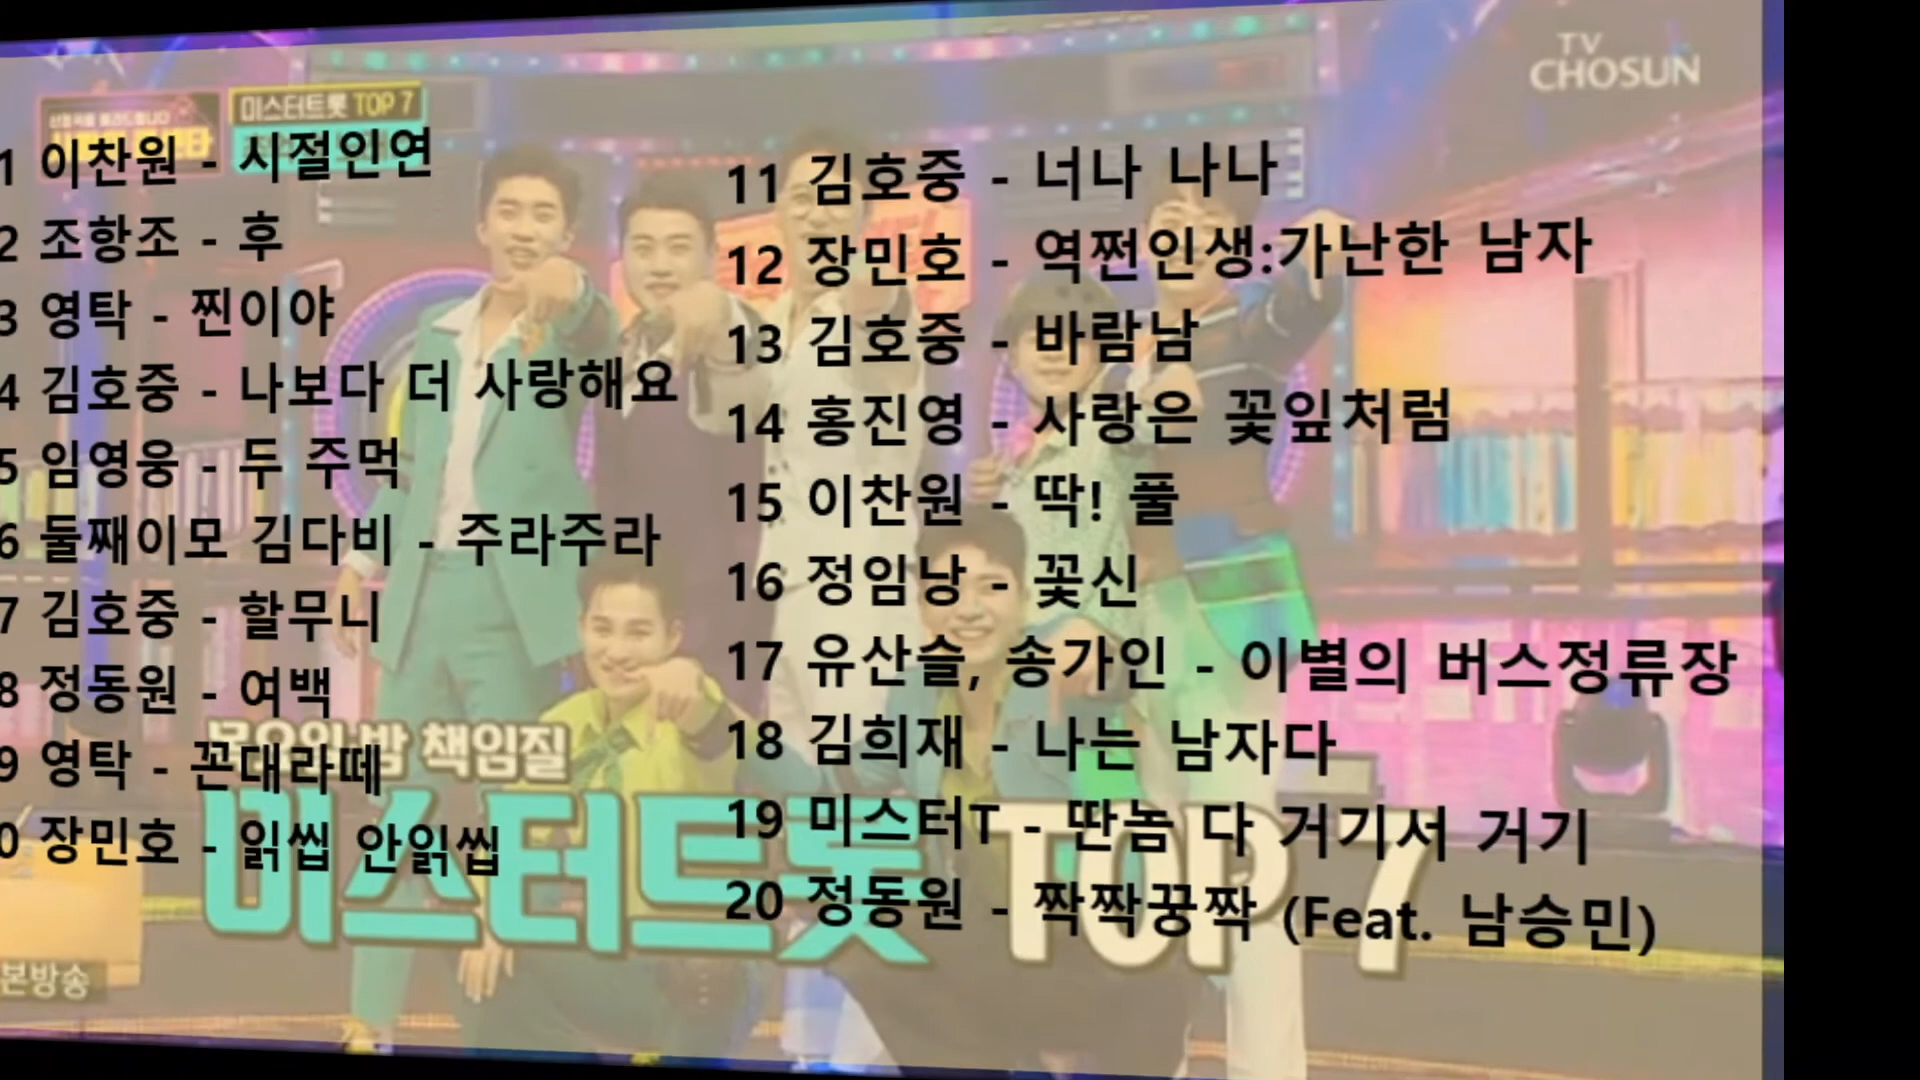 TV
CHOSUN
미스터트롯 TOP 7
1 이찬원 - 시절인연
2 조항조 - 후
3 영탁 - 찐이야
4 김호중 - 나보다 더 사랑해요
5 임영웅 - 두 주먹
6 둘째이모 김다비 - 주라주라
7 김호중 - 할무니
8 정동원 - 여백
9 영탁 - 꼰대라떼
0 장민호 - 읽씹 안읽씹
11 김호중 - 너나 나나
12 장민호 - 역쩐인생:가난한 남자
13 김호중 - 바람남
14 홍진영 - 사랑은 꽃잎처럼
15 이찬원 - 딱! 풀
16 정임낭 - 꽃신
17 유산슬, 송가인 - 이별의 버스정류장
18 김희재 - 나는 남자다
19 미스터T - 딴놈 다 거기서 거기
20 정동원 - 짝짝꿍짝 (Feat. 남승민)
목요일 밤 책임질
미스터트롯 TOP 7
본방송